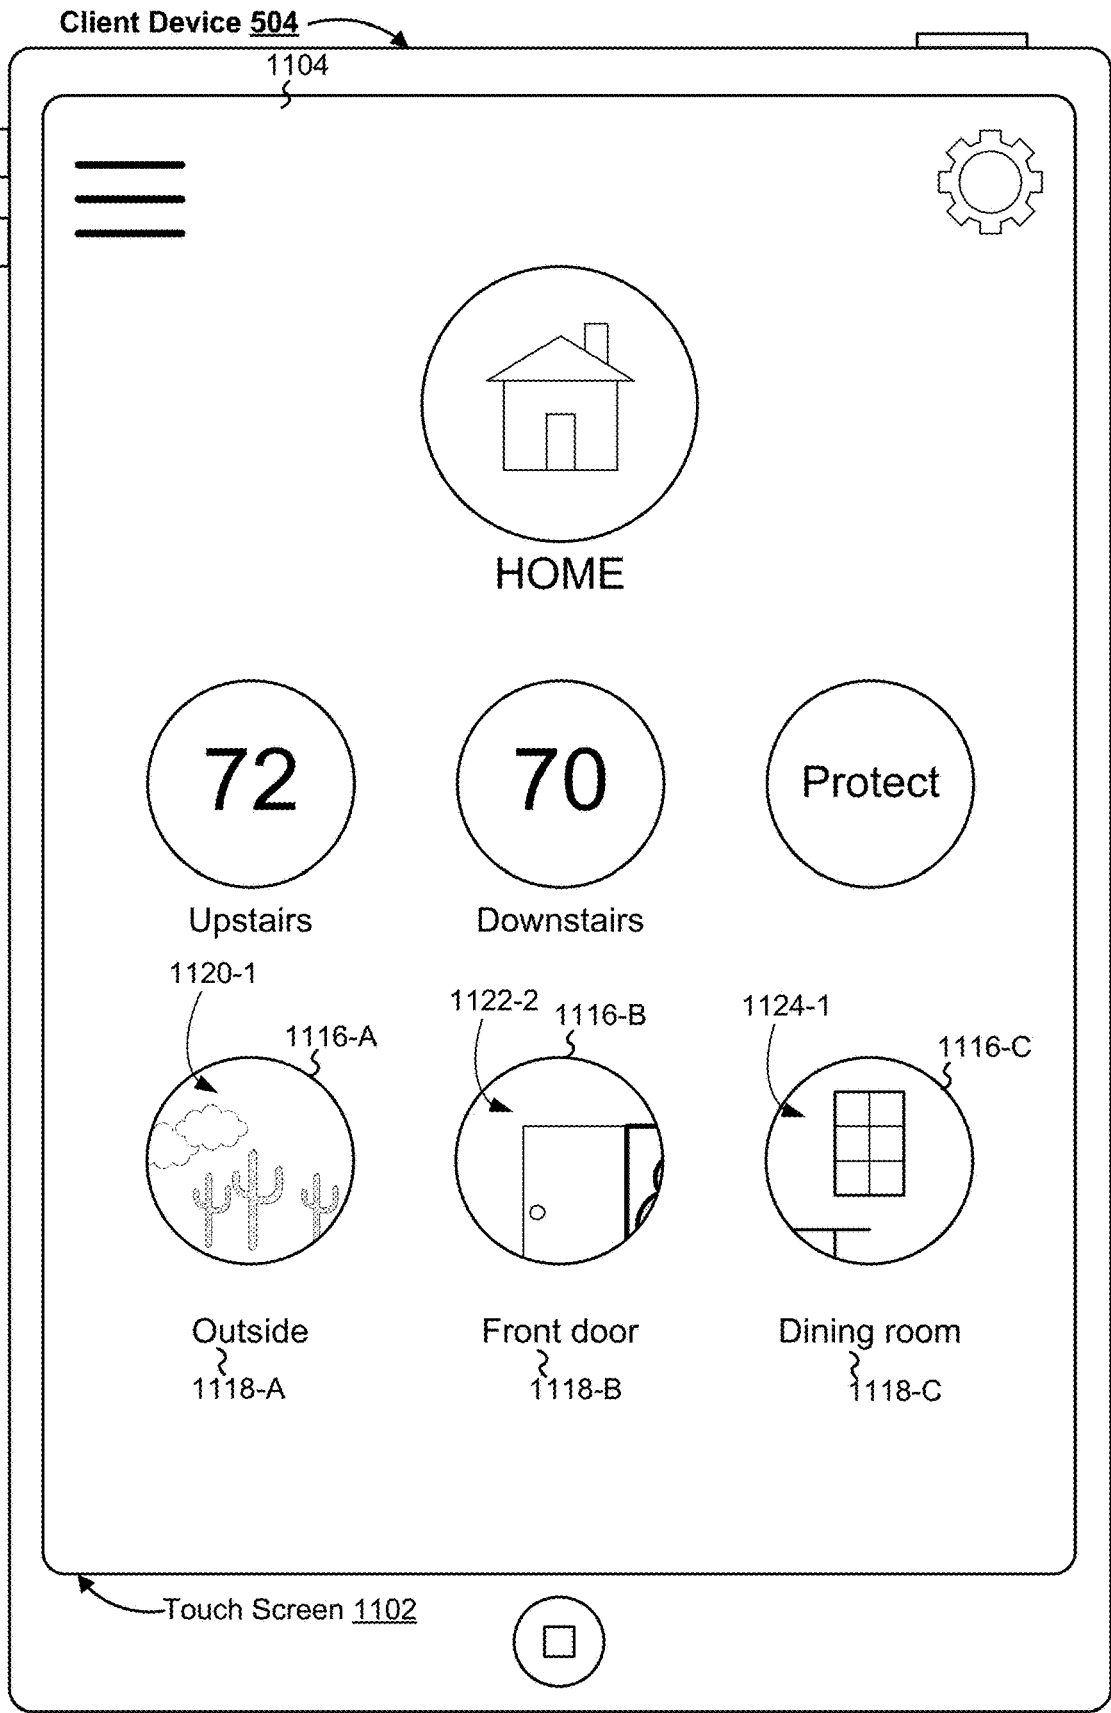 Client Device 504
1104
HOME
72
70
Protect
Upstairs
Downstairs
1120-1
1122-2
1116-B
1124-1
1116-A
1116-C
Outside
Front door
Dining room
1118-A
1118-B
1118-C
Touch Screen 1102